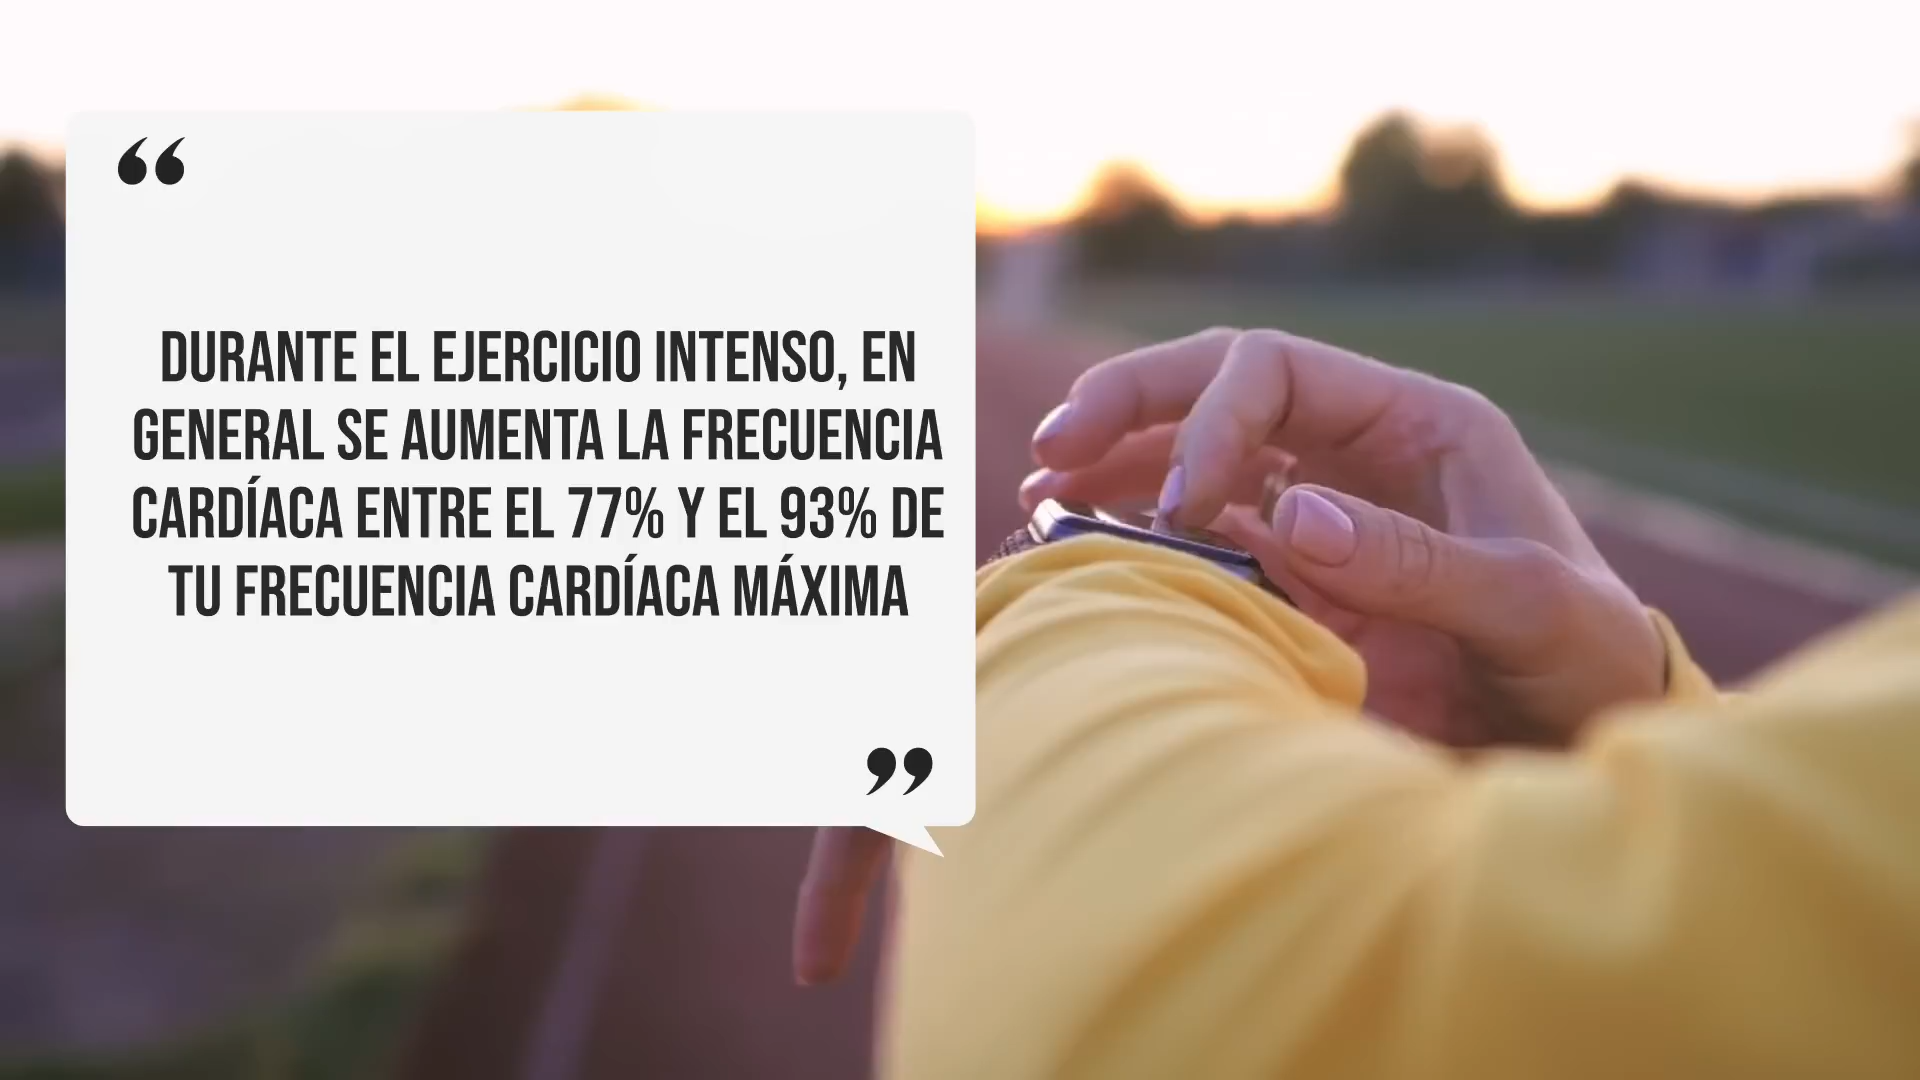 “
DURANTE EL EJERCICIO INTENSO, EN
GENERAL SE AUMENTA LA FRECUENCIA
CARDÍACA ENTRE EL 77% Y EL 93% DE
TU FRECUENCIA CARDÍACA MÁXIMA
”